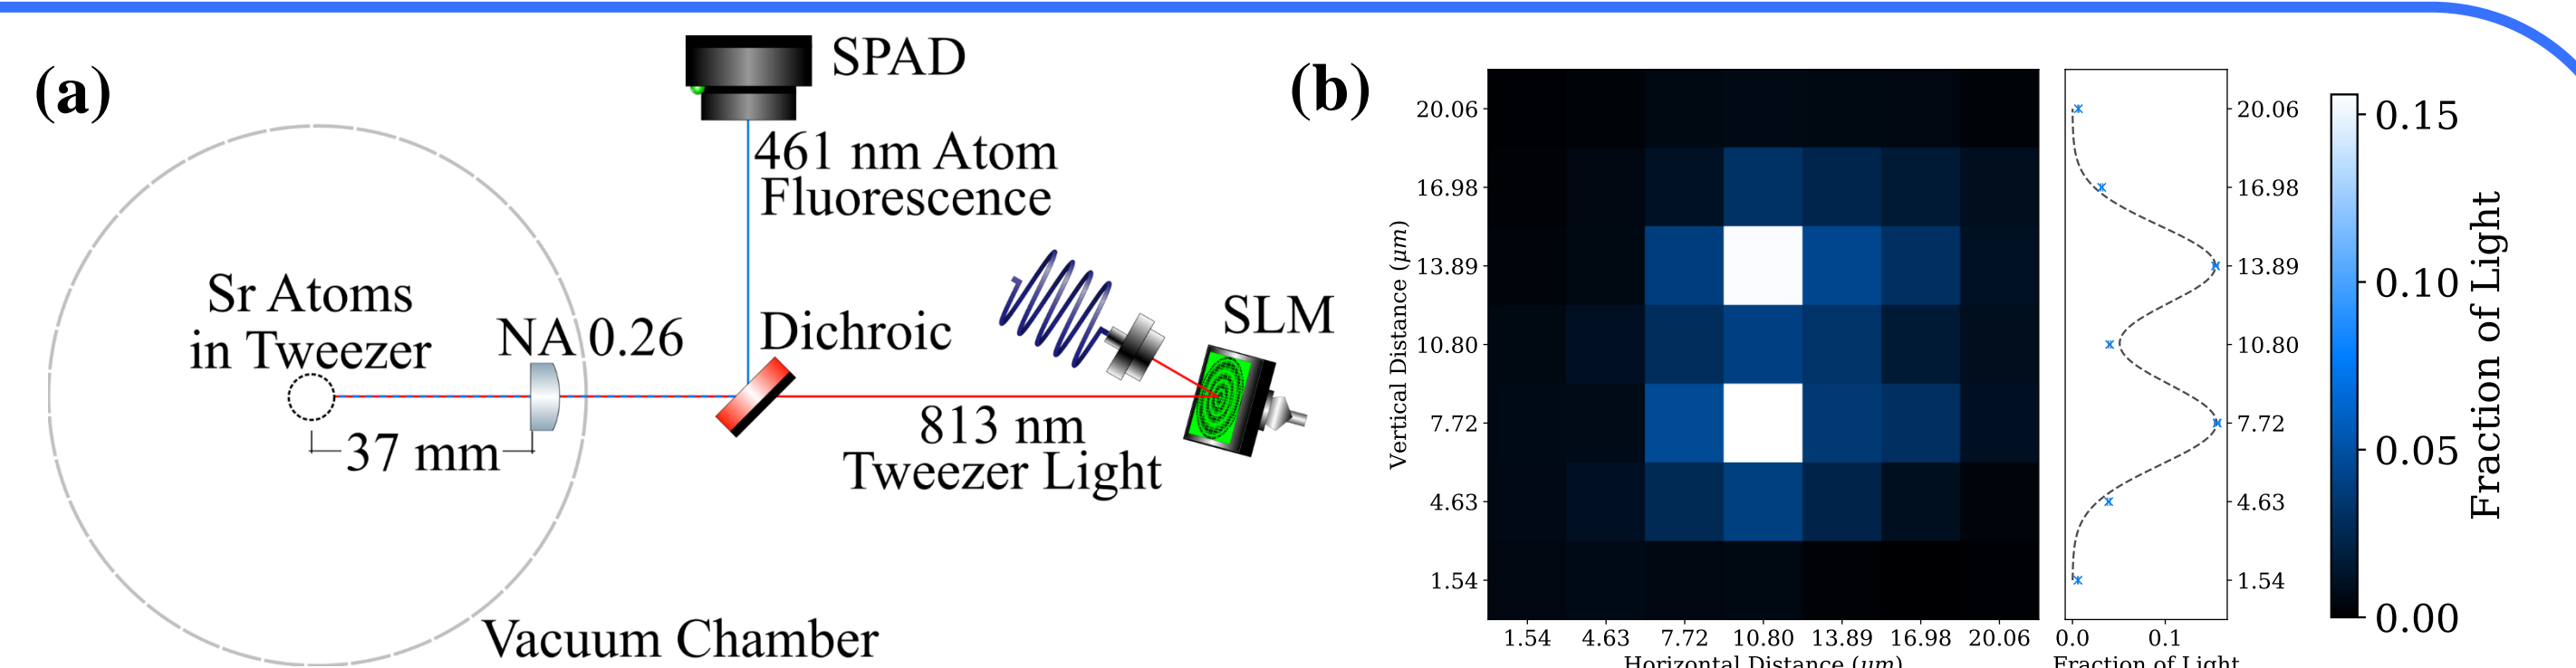 (a)
SPAD
461 nm Atom
Fluorescence
Sr Atoms
in Tweezer
NA 0.26
Dichroic
SLM
37 mm
813 nm
Tweezer Light
Vacuum Chamber
(b)
Vertical Distance (μm)
20.06
16.98
13.89
10.80
7.72
4.63
1.54
1.54 4.63 7.72 10.80 13.89 16.98 20.06
Horizontal Distance (μm)
20.06
16.98
13.89
10.80
7.72
4.63
1.54
0.0 0.1
Fraction of Light
0.15
0.10
0.05
0.00
Fraction of Light